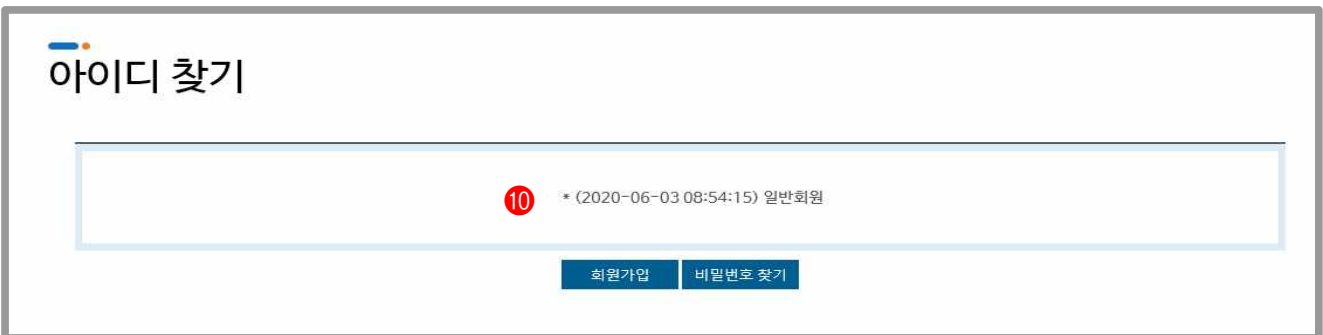 아이디 찾기
⑩ * (2020-06-03 08:54:15) 일반회원
회원가입 비밀번호 찾기